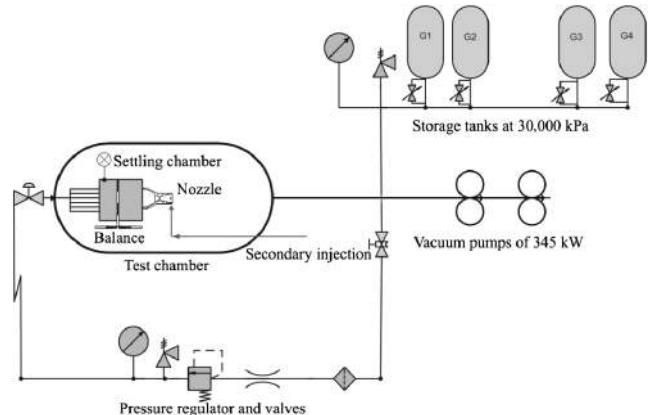 G1 G2 G3 G4
Storage tanks at 30,000 kPa
Settling chamber
Nozzle
Balance
Secondary injection
Vacuum pumps of 345 kW
Test chamber
Pressure regulator and valves